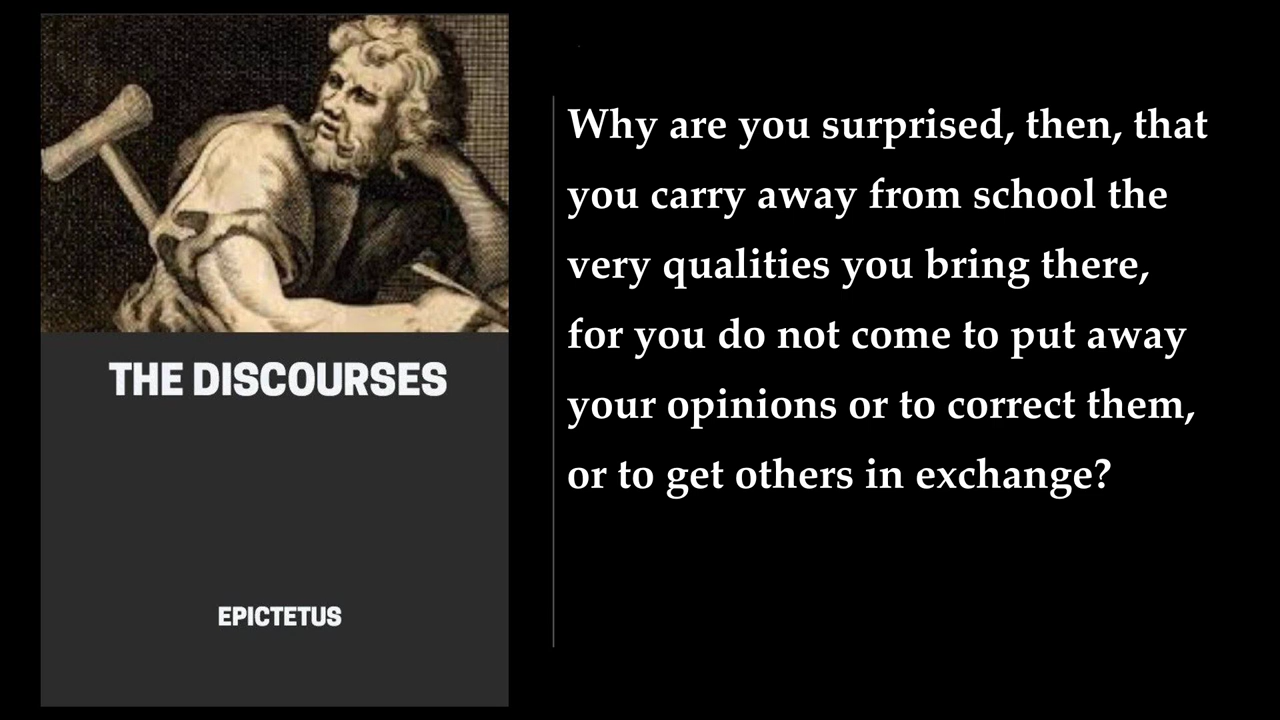 THE DISCOURSES
EPICTETUS
Why are you surprised, then, that
you carry away from school the
very qualities you bring there,
for you do not come to put away
your opinions or to correct them,
or to get others in exchange?